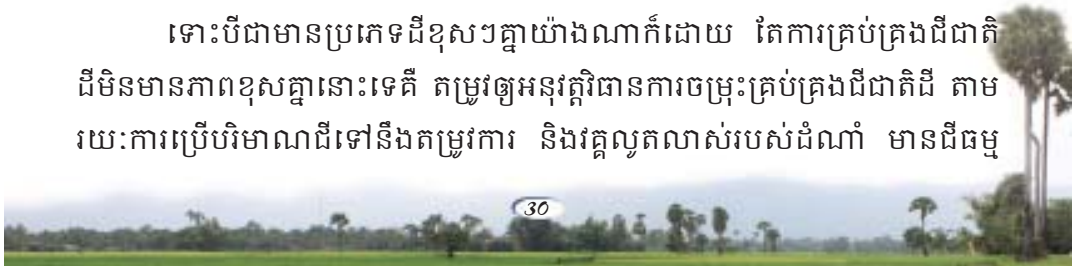 ទោះបីជាមានប្រភេទដីខុសៗគ្នាយ៉ាងណាក៏ដោយ តែការគ្រប់គ្រងជីជាតិ
ដីមិនមានភាពខុសគ្នានោះទេគឺ តម្រូវឲ្យអនុវត្តវិធានការចម្រុះគ្រប់គ្រងជីជាតិដី តាម
រយៈការប្រើបរិមាណជីទៅនឹងតម្រូវការ និងវគ្គលូតលាស់របស់ដំណាំ មានជីធម្ម
30